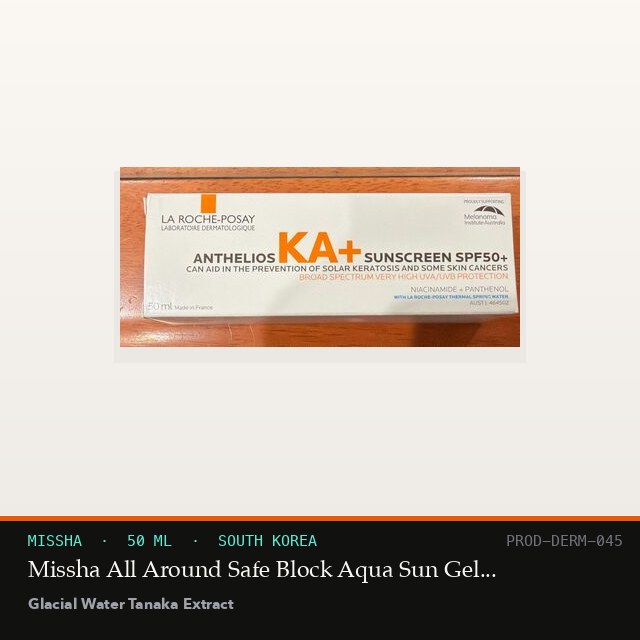 LA ROCHE-POSAY
LABORATOIRE DERMATOLOGIQUE
PROUDLY SUPPORTING
Melanoma
Institute Australia
ANTHELIOS KA+ SUNSCREEN SPF50+
CAN AID IN THE PREVENTION OF SOLAR KERATOSIS AND SOME SKIN CANCERS
BROAD SPECTRUM VERY HIGH UVA/UVB PROTECTION
NIACINAMIDE + PANTHENOL
WITH LA ROCHE-POSAY THERMAL SPRING WATER
50 ml Made in France
MISSHA · 50 ML · SOUTH KOREA
PROD-DERM-045
Missha All Around Safe Block Aqua Sun Gel...
Glacial Water Tanaka Extract